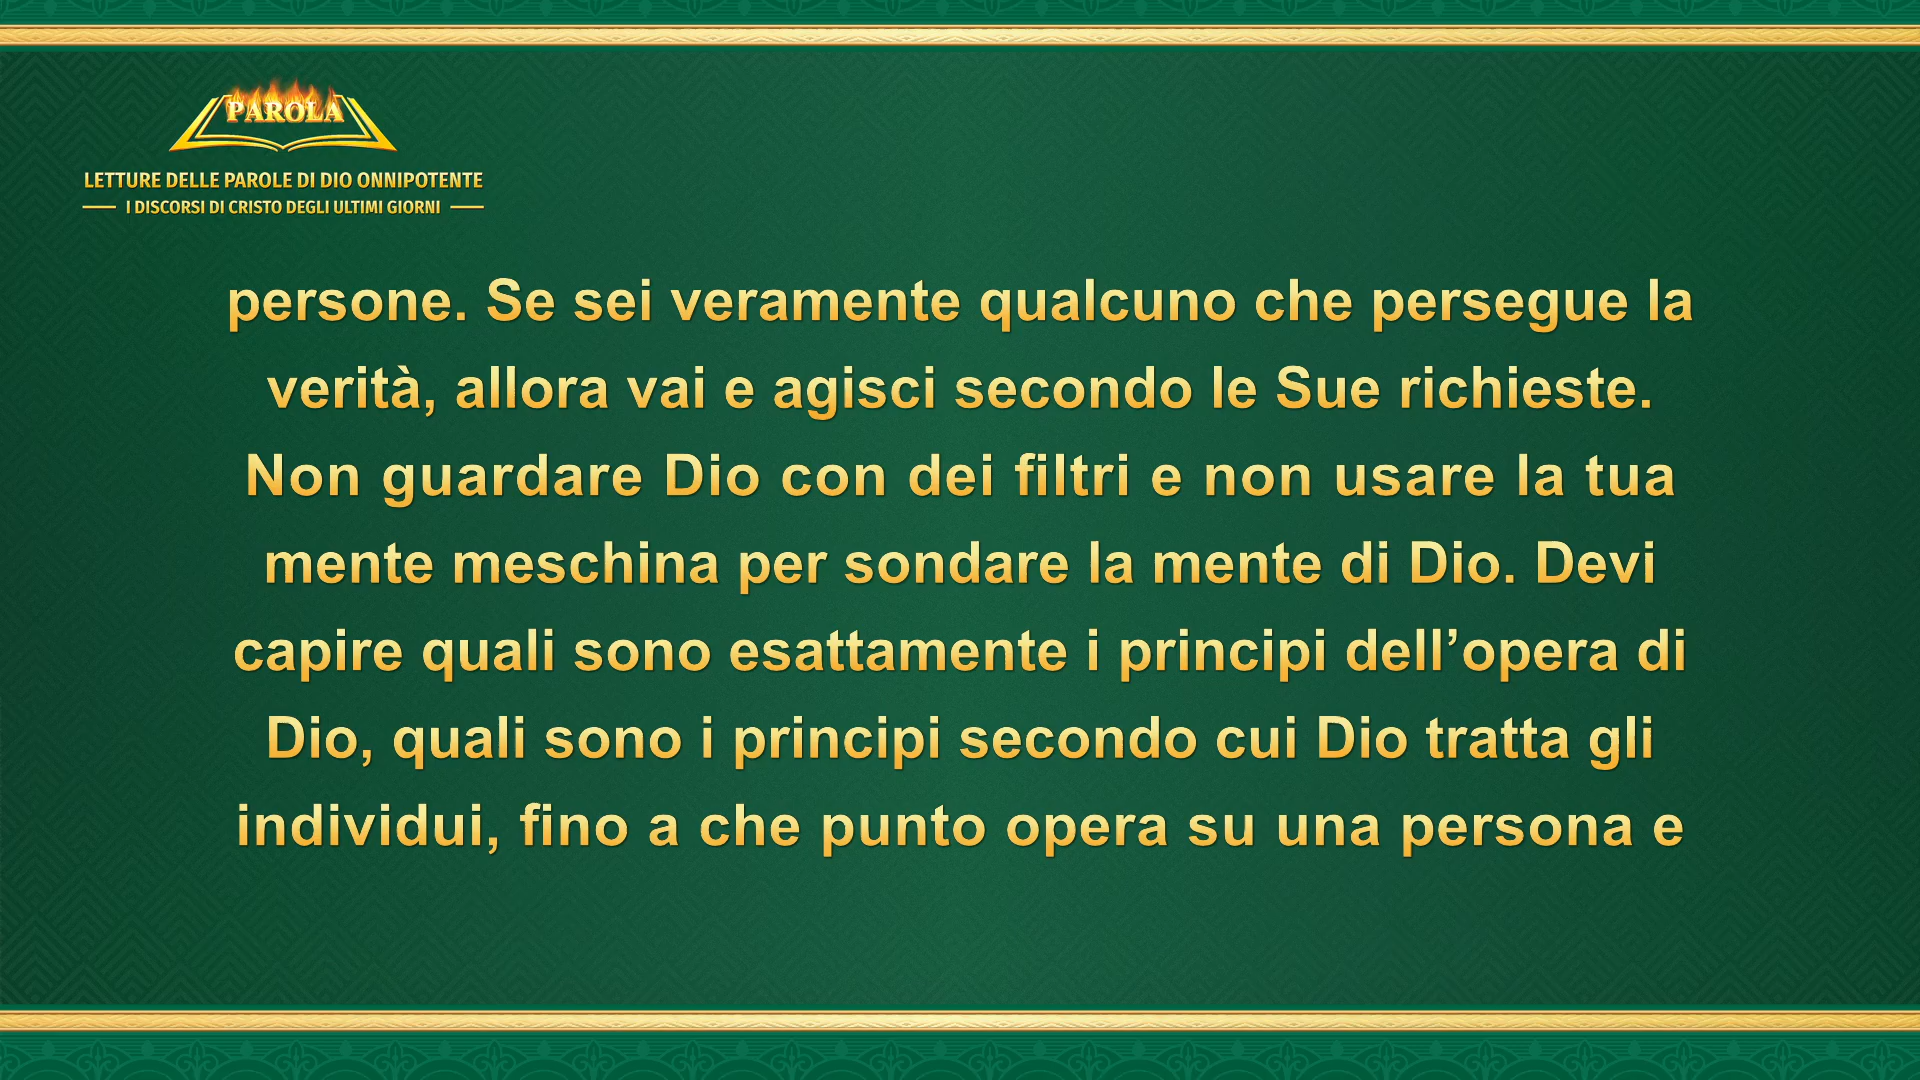 PAROLA
LETTURE DELLE PAROLE DI DIO ONNIPOTENTE
I DISCORSI DI CRISTO DEGLI ULTIMI GIORNI
persone. Se sei veramente qualcuno che persegue la
verità, allora vai e agisci secondo le Sue richieste.
Non guardare Dio con dei filtri e non usare la tua
mente meschina per sondare la mente di Dio. Devi
capire quali sono esattamente i principi dell’opera di
Dio, quali sono i principi secondo cui Dio tratta gli
individui, fino a che punto opera su una persona e